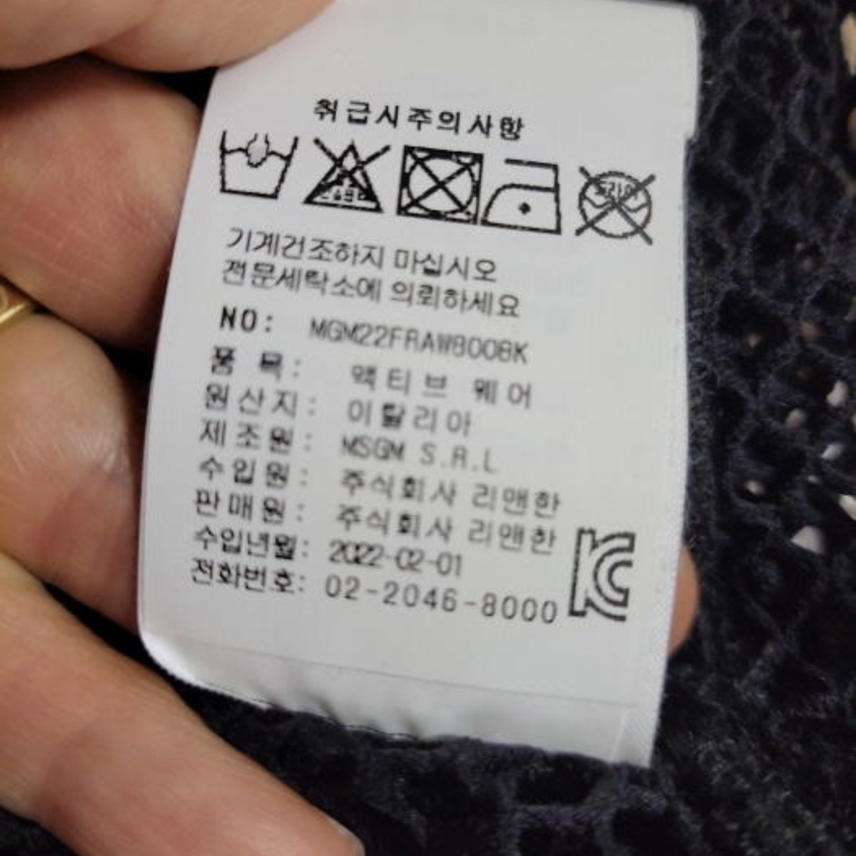 취급시주의사항
드라이
기계건조하지 마십시오
전문세탁소에 의뢰하세요
NO: MGM22FRAWB00BK
품 목: 액티브 웨어
원산지: 이탈리아
제조원: MSGM S.R.L
수입원: 주식회사 리앤한
판매원: 주식회사 리앤한
수입년월: 2022-02-01
전화번호: 02-2046-8000